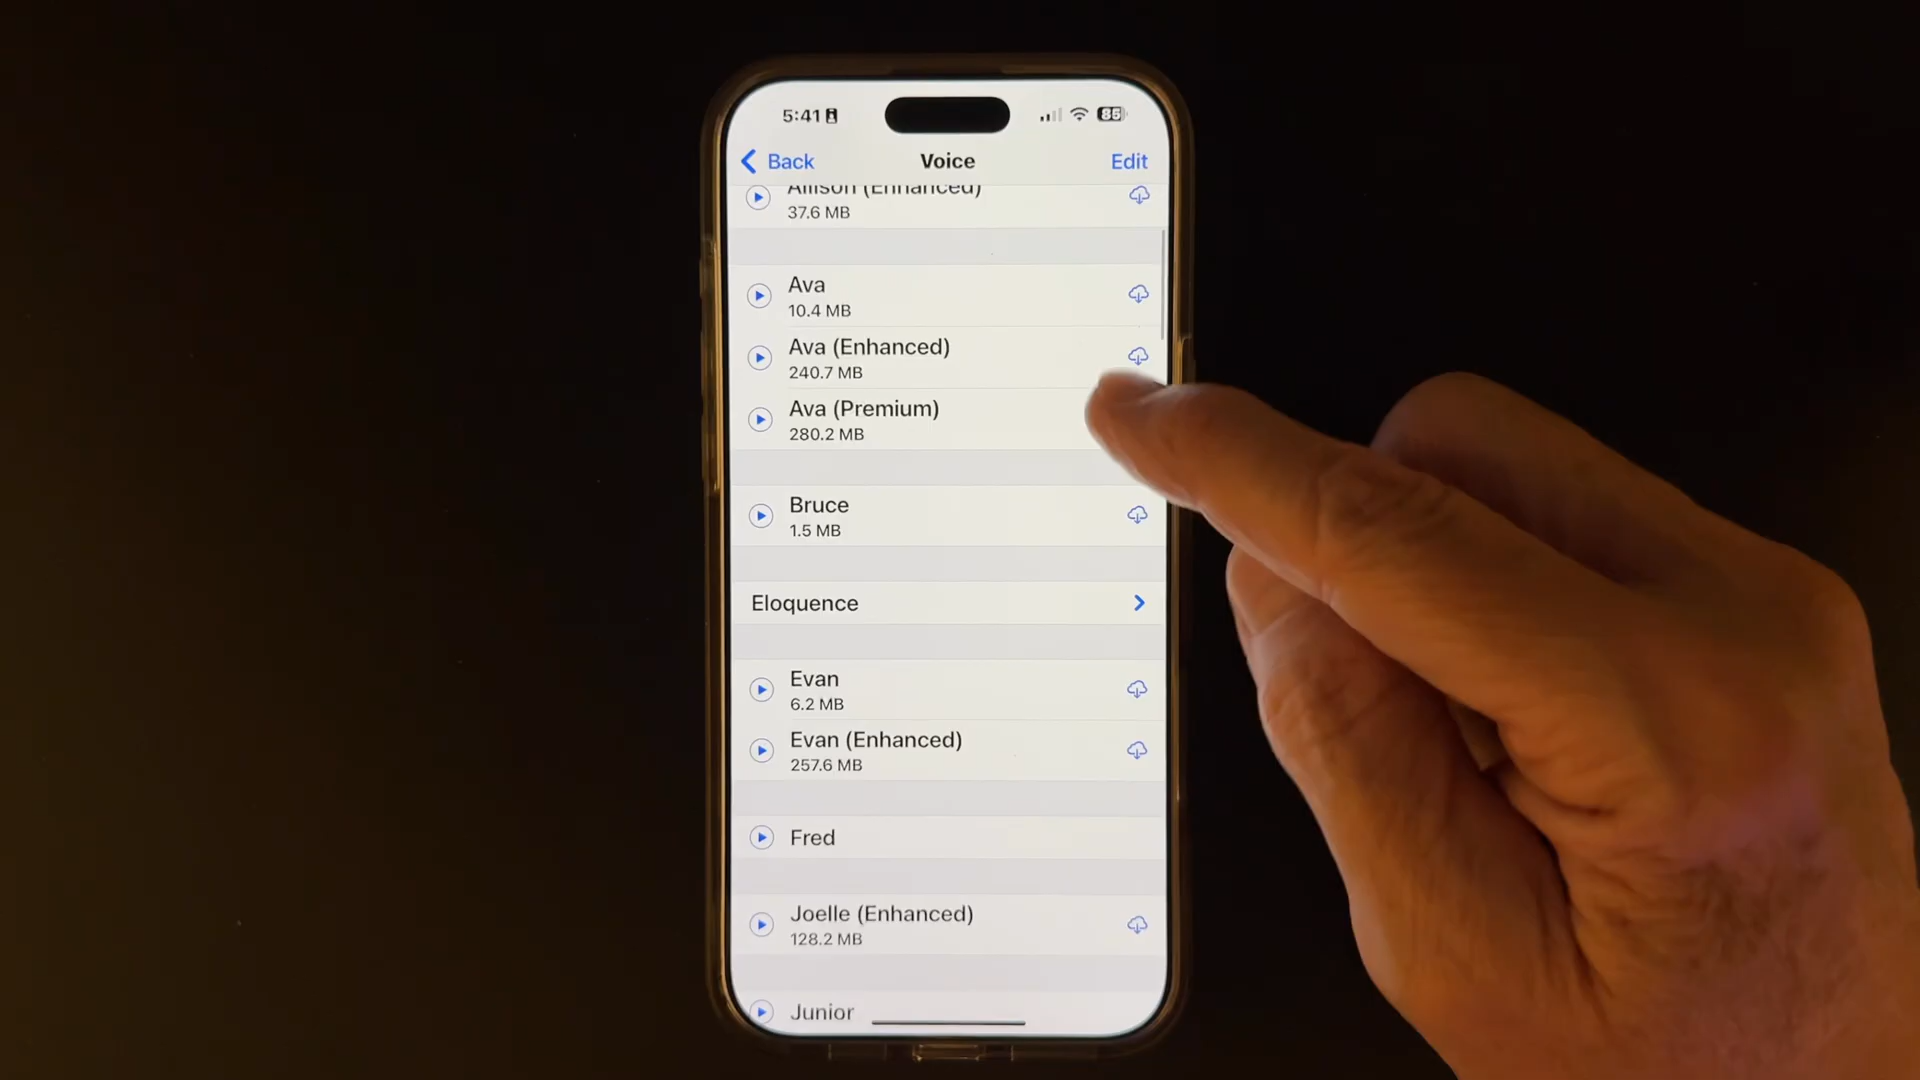 5:41
85
Back
Voice
Edit
Allison (Enhanced)
37.6 MB
Ava
10.4 MB
Ava (Enhanced)
240.7 MB
Ava (Premium)
280.2 MB
Bruce
1.5 MB
Eloquence
Evan
6.2 MB
Evan (Enhanced)
257.6 MB
Fred
Joelle (Enhanced)
128.2 MB
Junior